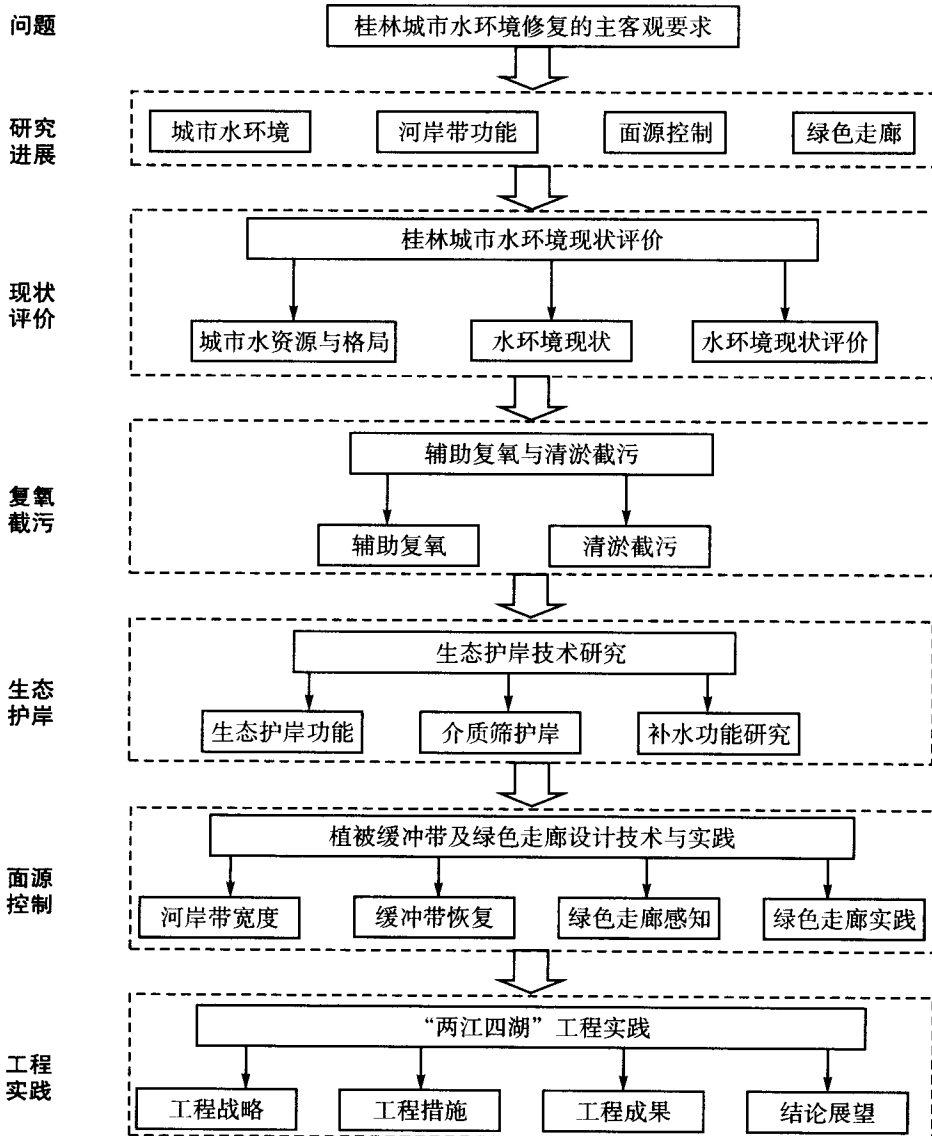 问题
桂林城市水环境修复的主客观要求
研究
进展
城市水环境
河岸带功能
面源控制
绿色走廊
现状
评价
桂林城市水环境现状评价
城市水资源与格局
水环境现状
水环境现状评价
复氧
截污
辅助复氧与清淤截污
辅助复氧
清淤截污
生态
护岸
生态护岸技术研究
生态护岸功能
介质筛护岸
补水功能研究
面源
控制
植被缓冲带及绿色走廊设计技术与实践
河岸带宽度
缓冲带恢复
绿色走廊感知
绿色走廊实践
工程
实践
“两江四湖”工程实践
工程战略
工程措施
工程成果
结论展望